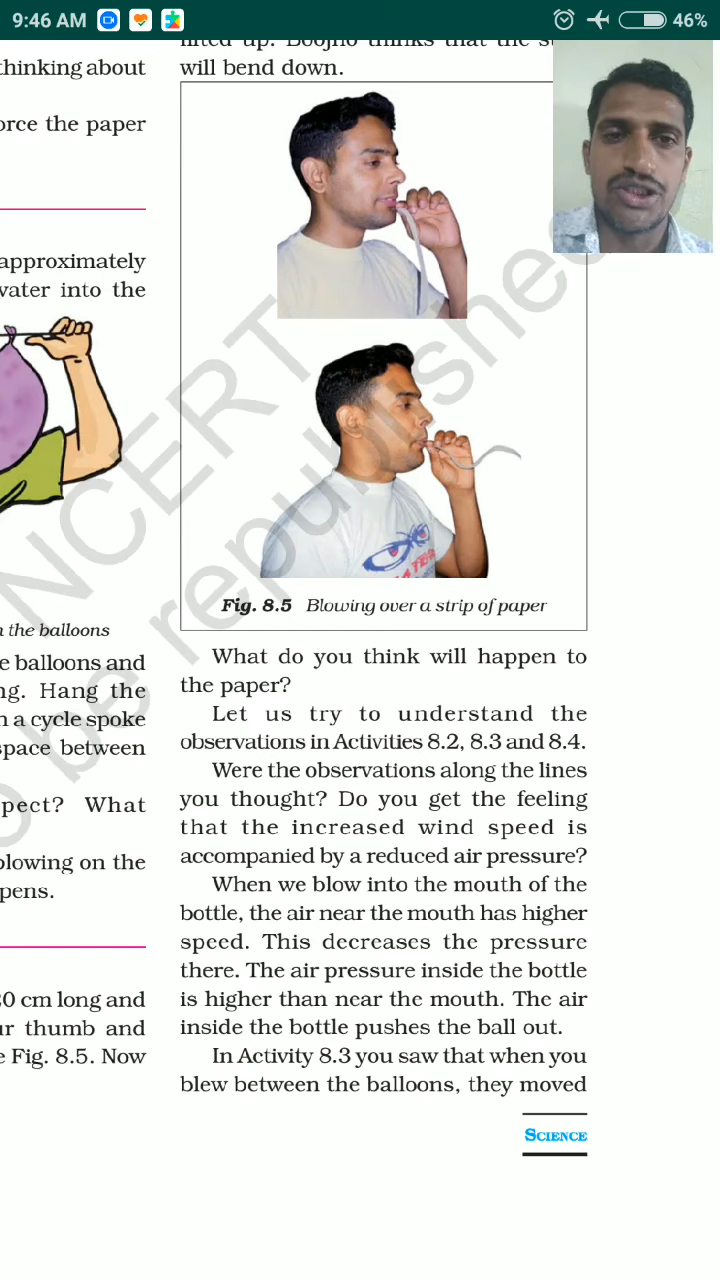 9:46 AM
46%
thinking about
orce the paper
approximately
vater into the
n the balloons
e balloons and
ng. Hang the
n a cycle spoke
space between
pect? What
blowing on the
pens.
20 cm long and
ur thumb and
e Fig. 8.5. Now
will bend down.
Fig. 8.5 Blowing over a strip of paper
What do you think will happen to
the paper?
Let us try to understand the
observations in Activities 8.2, 8.3 and 8.4.
Were the observations along the lines
you thought? Do you get the feeling
that the increased wind speed is
accompanied by a reduced air pressure?
When we blow into the mouth of the
bottle, the air near the mouth has higher
speed. This decreases the pressure
there. The air pressure inside the bottle
is higher than near the mouth. The air
inside the bottle pushes the ball out.
In Activity 8.3 you saw that when you
blew between the balloons, they moved
SCIENCE
NCERT
o be republished